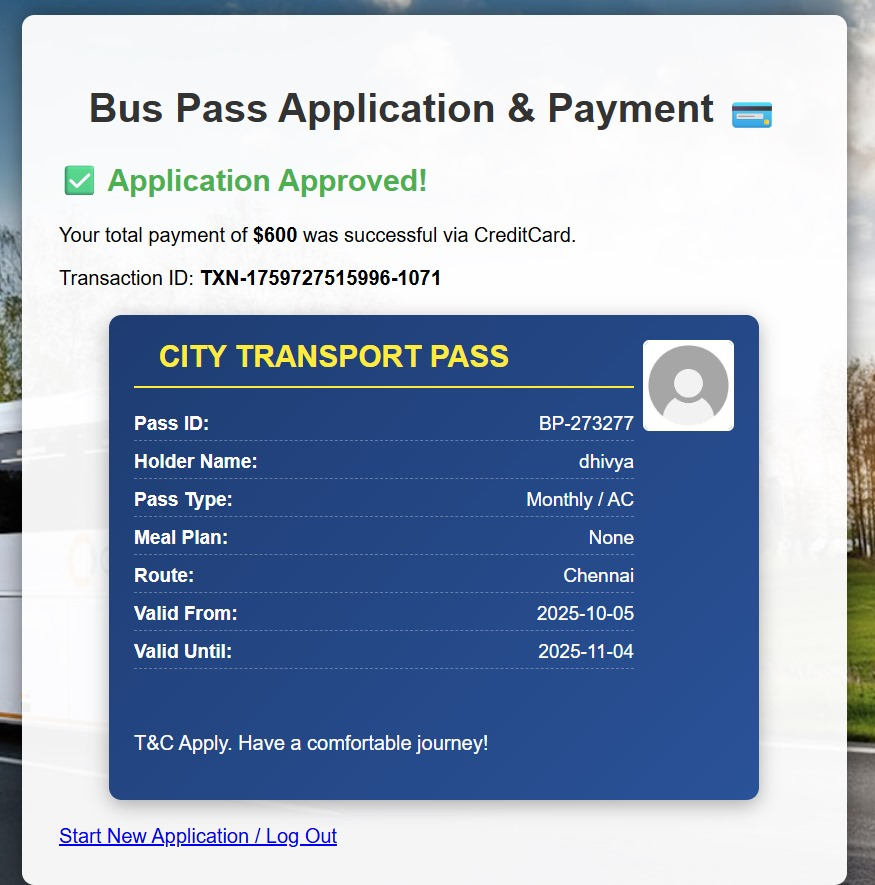 Bus Pass Application & Payment
Application Approved!
Your total payment of $600 was successful via CreditCard.
Transaction ID: TXN-1759727515996-1071
CITY TRANSPORT PASS
Pass ID: BP-273277
Holder Name: dhivya
Pass Type: Monthly / AC
Meal Plan: None
Route: Chennai
Valid From: 2025-10-05
Valid Until: 2025-11-04
T&C Apply. Have a comfortable journey!
Start New Application / Log Out